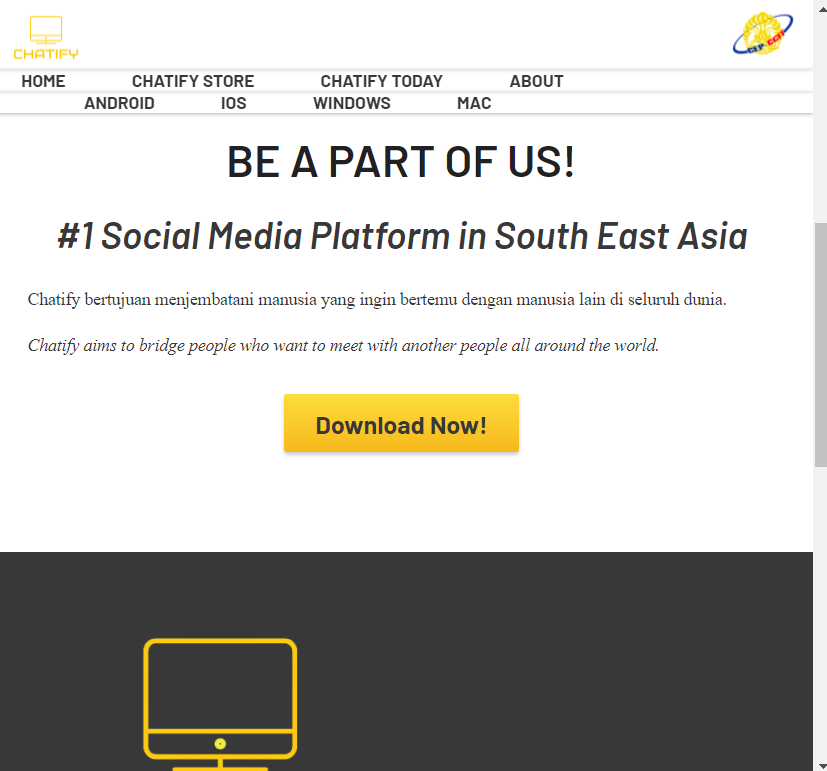 CHATIFY
CEP-CCIT
HOME CHATIFY STORE CHATIFY TODAY ABOUT
ANDROID IOS WINDOWS MAC
BE A PART OF US!
#1 Social Media Platform in South East Asia
Chatify bertujuan menjembatani manusia yang ingin bertemu dengan manusia lain di seluruh dunia.
Chatify aims to bridge people who want to meet with another people all around the world.
Download Now!